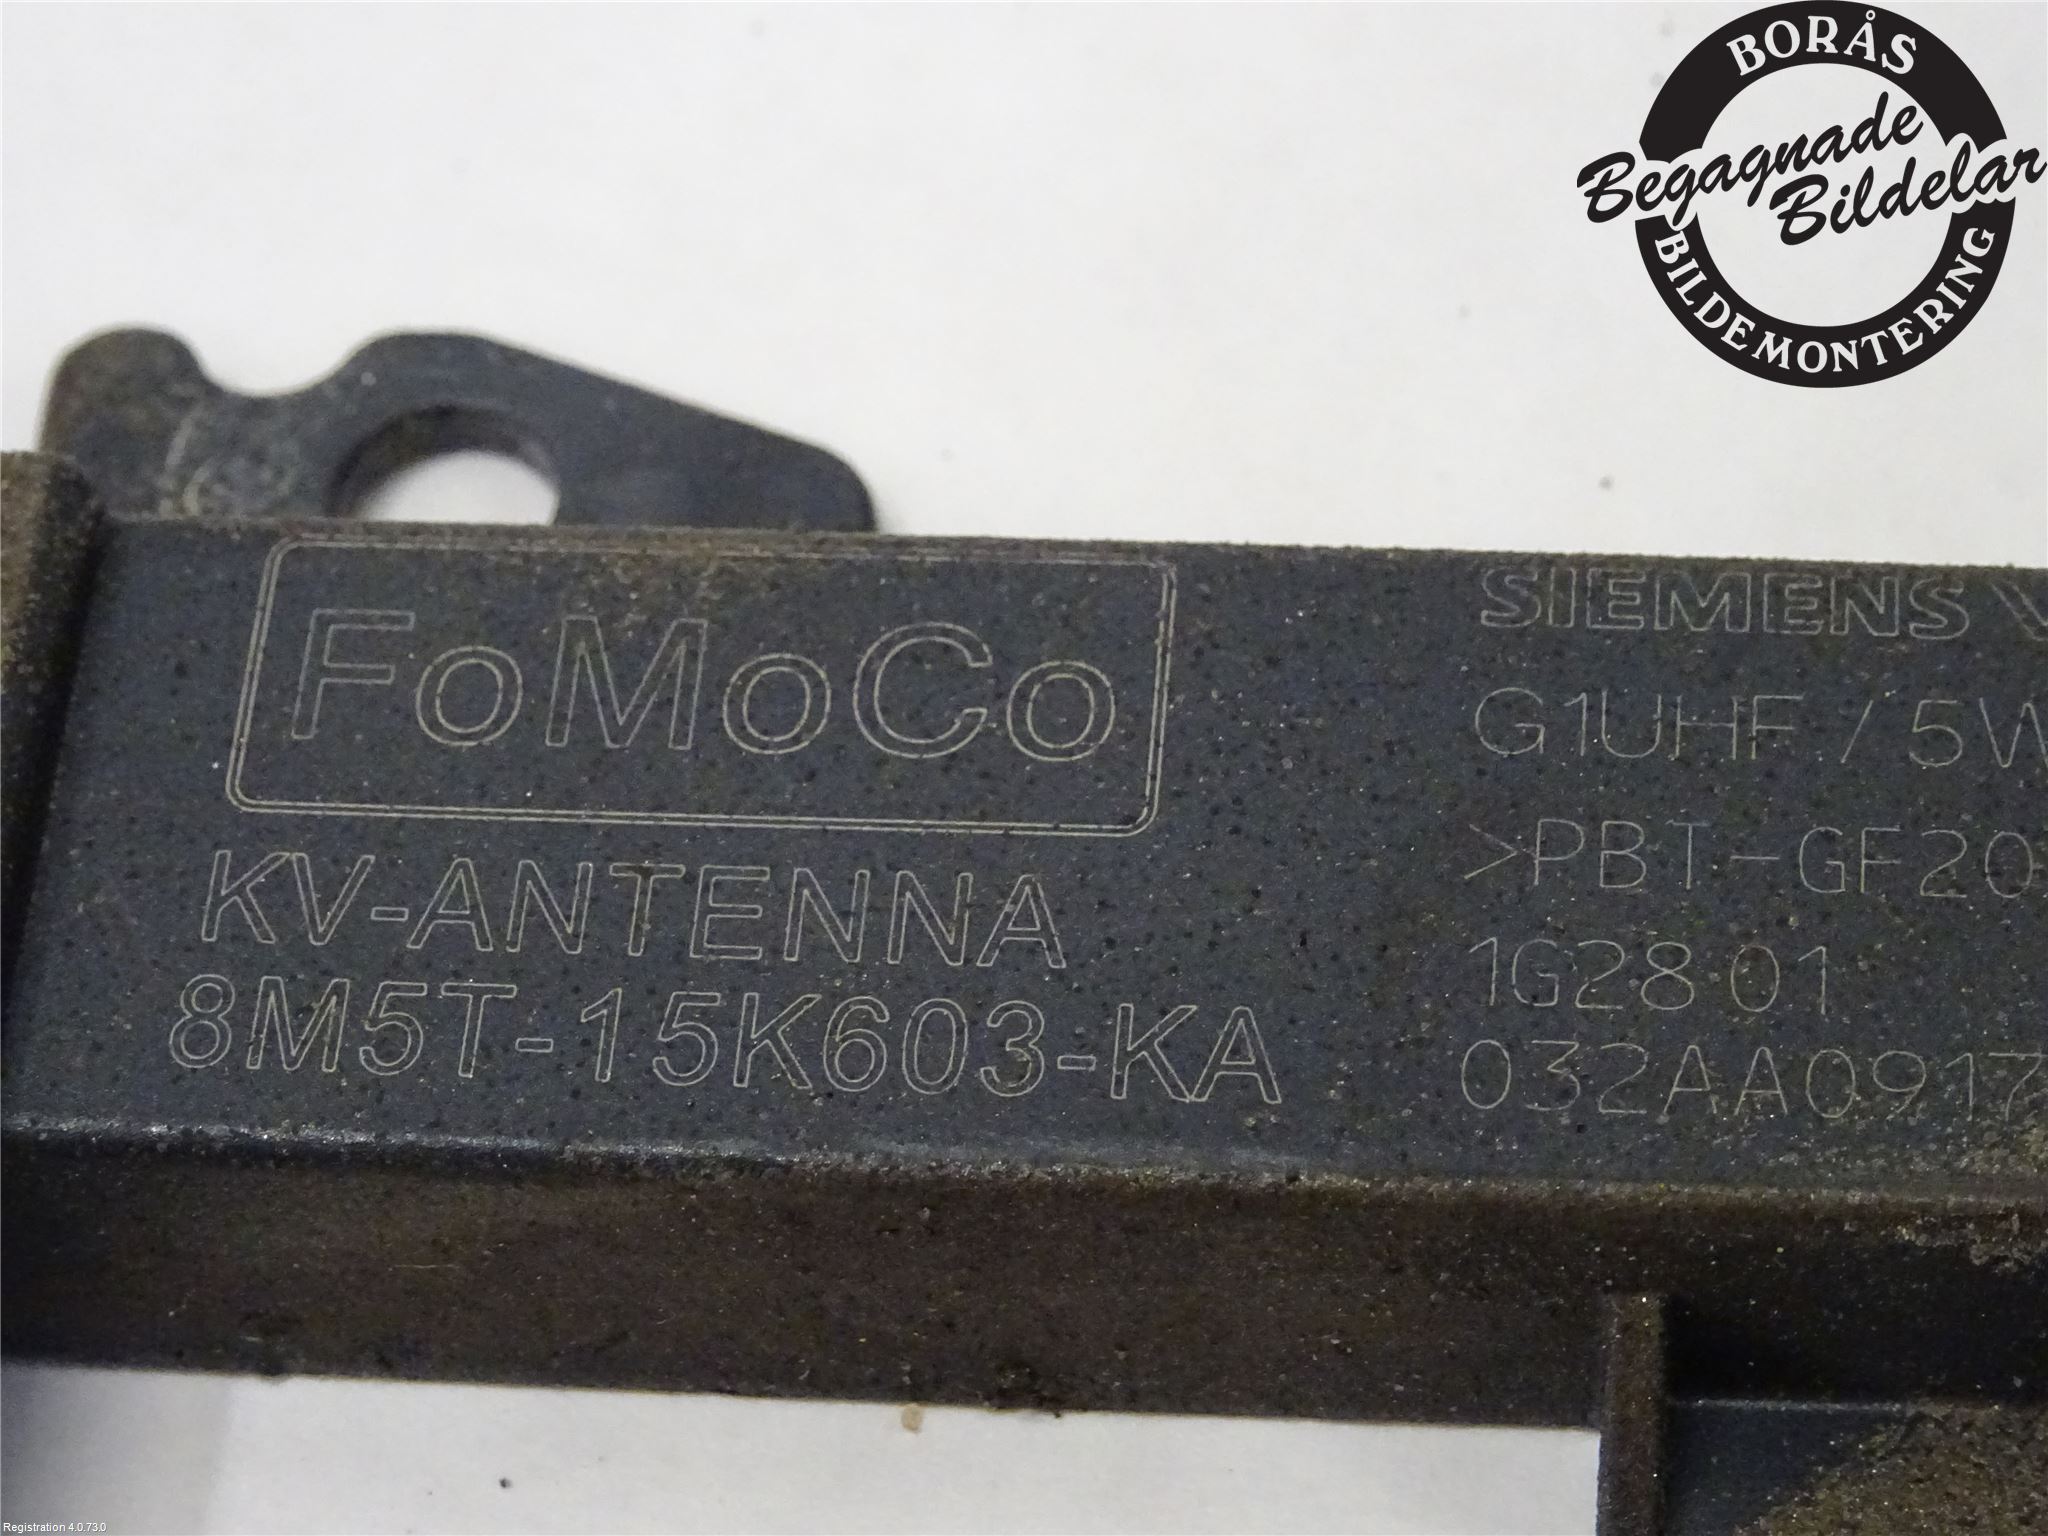 BORÅS
Begagnade
Bildelar
BILDEMONTERING
FoMoCo
KV-ANTENNA
8M5T-15K603-KA
SIEMENS V
G1UHF / 5W
>PBT-GF20
1G28 01
032AA0917
Registration 4.0.73.0